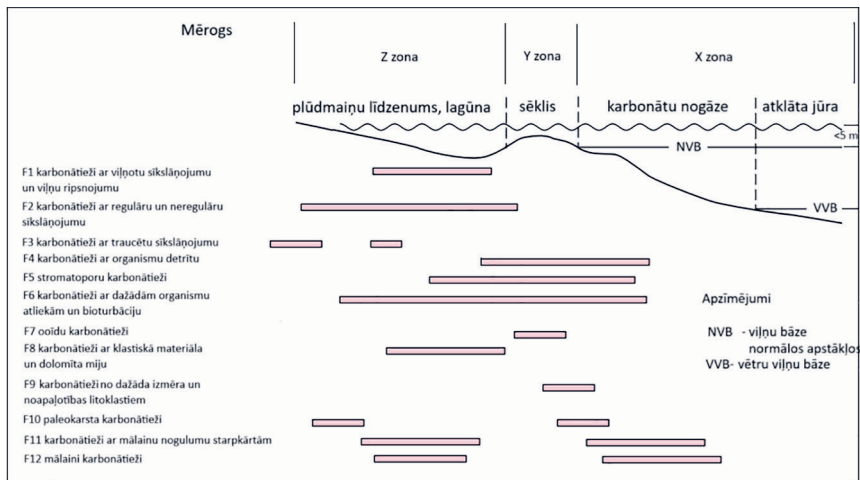 Mērogs
Z zona
Y zona
X zona
plūdmaiņu līdzenums, lagūna
sēklis
karbonātu nogāze
atklāta jūra
<5 m
NVB
VVB
F1 karbonātieži ar viļņotu sīkslāņojumu
un viļņu ripsnojumu
F2 karbonātieži ar regulāru un neregulāru
sīkslāņojumu
F3 karbonātieži ar traucētu sīkslāņojumu
F4 karbonātieži ar organismu detrītu
F5 stromatoporu karbonātieži
F6 karbonātieži ar dažādām organismu
atliekām un bioturbāciju
F7 ooīdu karbonātieži
F8 karbonātieži ar klastiskā materiāla
un dolomīta miju
F9 karbonātieži no dažāda izmēra un
noapaļotības litoklastiem
F10 paleokarsta karbonātieži
F11 karbonātieži ar mālainu nogulumu starpkārtām
F12 mālaini karbonātieži
Apzīmējumi
NVB - viļņu bāze
normālos apstākļos
VVB- vētru viļņu bāze